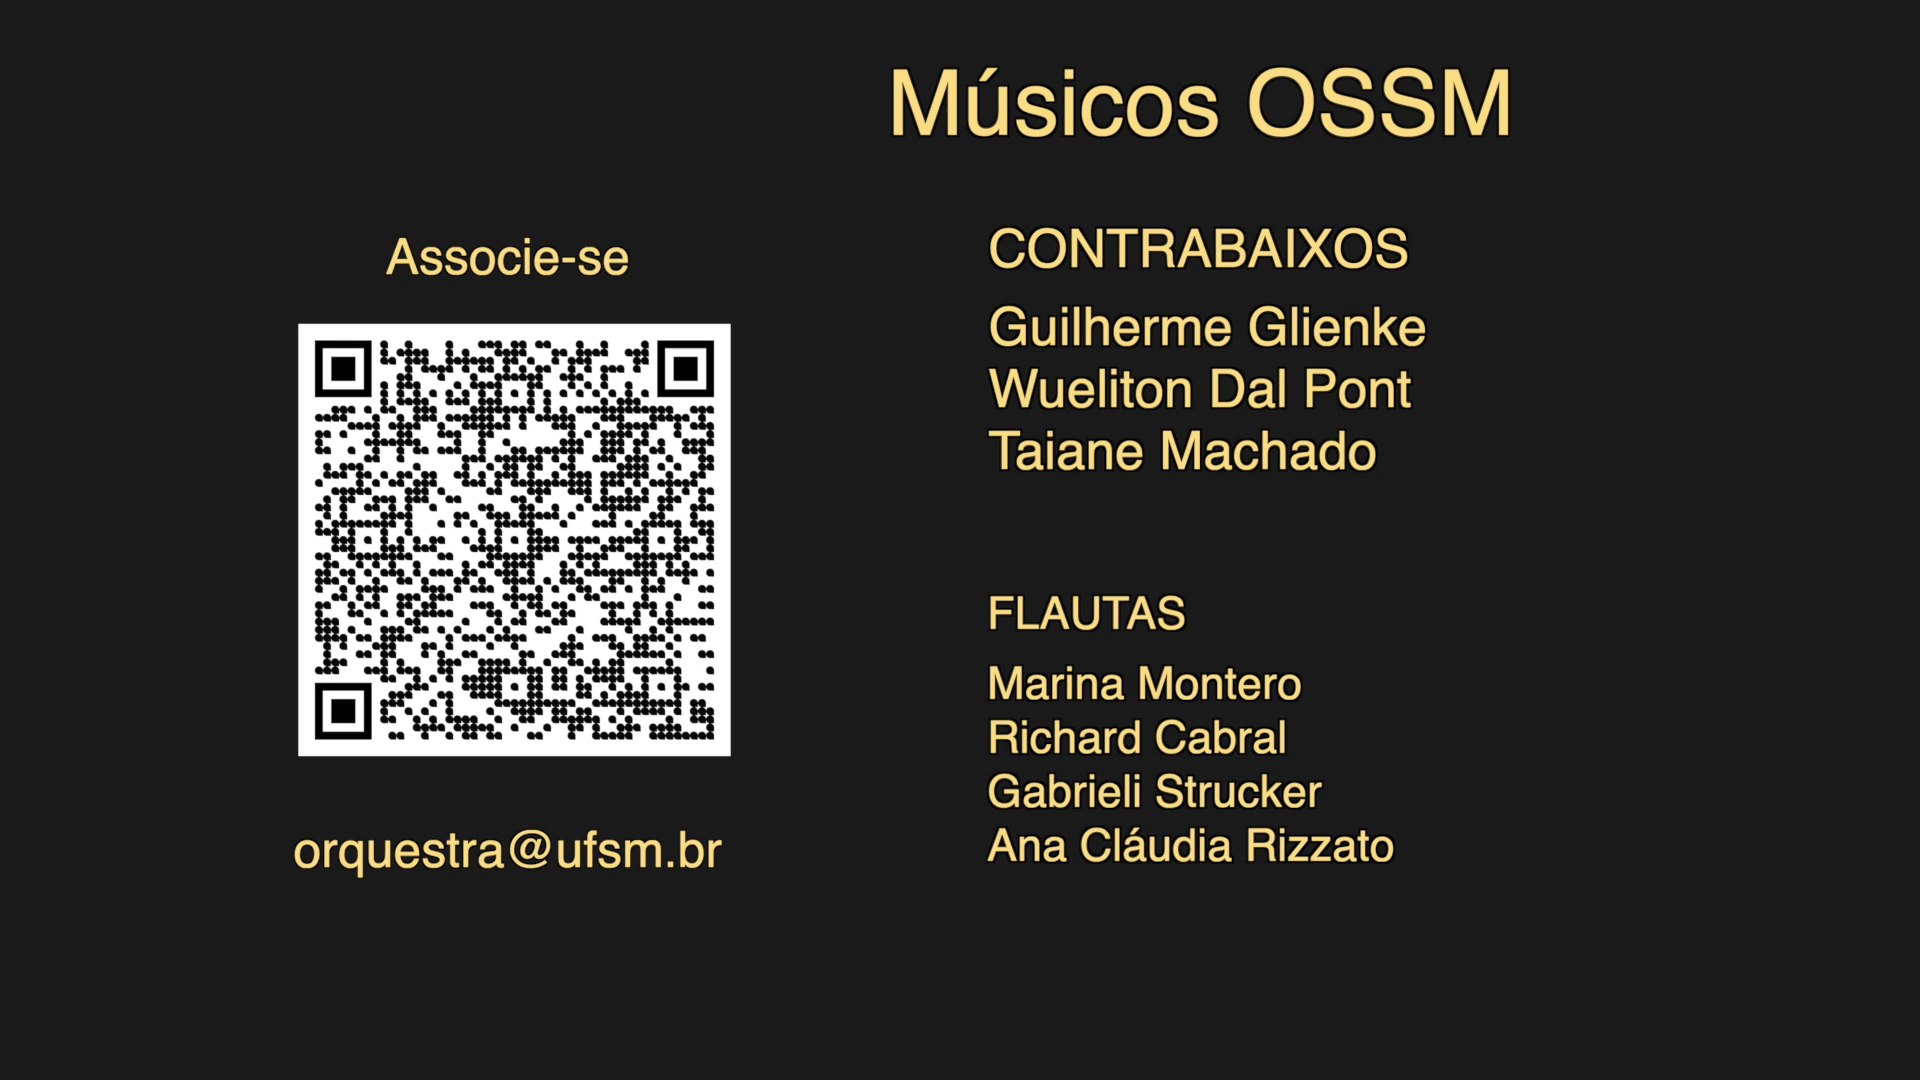 Músicos OSSM
Associe-se
orquestra@ufsm.br
CONTRABAIXOS
Guilherme Glienke
Wueliton Dal Pont
Taiane Machado
FLAUTAS
Marina Montero
Richard Cabral
Gabrieli Strucker
Ana Cláudia Rizzato